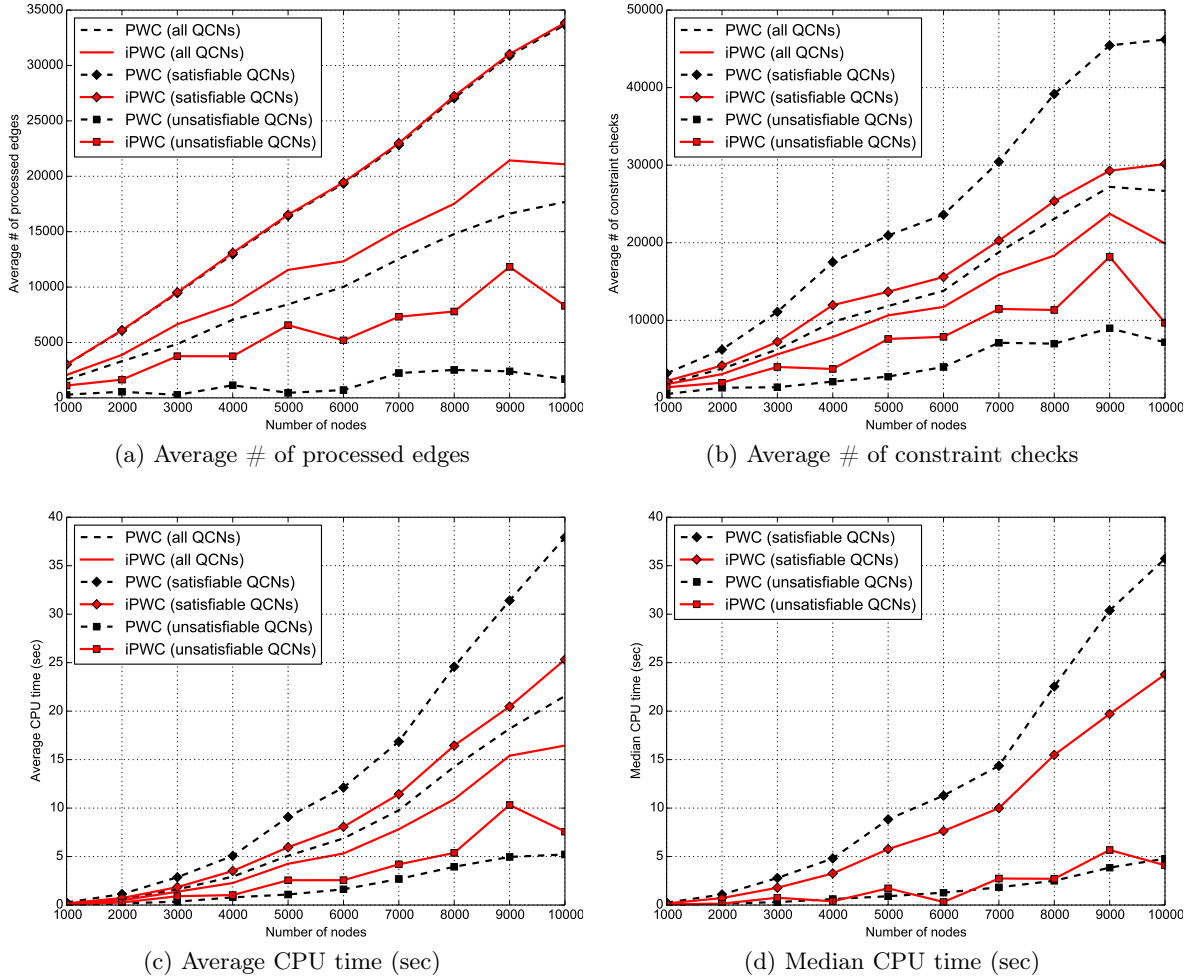 35000
30000
25000
20000
15000
10000
5000
0
Average # of processed edges
PWC (all QCNs)
iPWC (all QCNs)
PWC (satisfiable QCNs)
iPWC (satisfiable QCNs)
PWC (unsatisfiable QCNs)
iPWC (unsatisfiable QCNs)
1000 2000 3000 4000 5000 6000 7000 8000 9000 10000
Number of nodes
(a) Average # of processed edges
50000
40000
30000
20000
10000
0
Average # of constraint checks
PWC (all QCNs)
iPWC (all QCNs)
PWC (satisfiable QCNs)
iPWC (satisfiable QCNs)
PWC (unsatisfiable QCNs)
iPWC (unsatisfiable QCNs)
1000 2000 3000 4000 5000 6000 7000 8000 9000 10000
Number of nodes
(b) Average # of constraint checks
40
35
30
25
20
15
10
5
0
Average CPU time (sec)
PWC (all QCNs)
iPWC (all QCNs)
PWC (satisfiable QCNs)
iPWC (satisfiable QCNs)
PWC (unsatisfiable QCNs)
iPWC (unsatisfiable QCNs)
1000 2000 3000 4000 5000 6000 7000 8000 9000 10000
Number of nodes
(c) Average CPU time (sec)
40
35
30
25
20
15
10
5
0
Median CPU time (sec)
PWC (satisfiable QCNs)
iPWC (satisfiable QCNs)
PWC (unsatisfiable QCNs)
iPWC (unsatisfiable QCNs)
1000 2000 3000 4000 5000 6000 7000 8000 9000 10000
Number of nodes
(d) Median CPU time (sec)